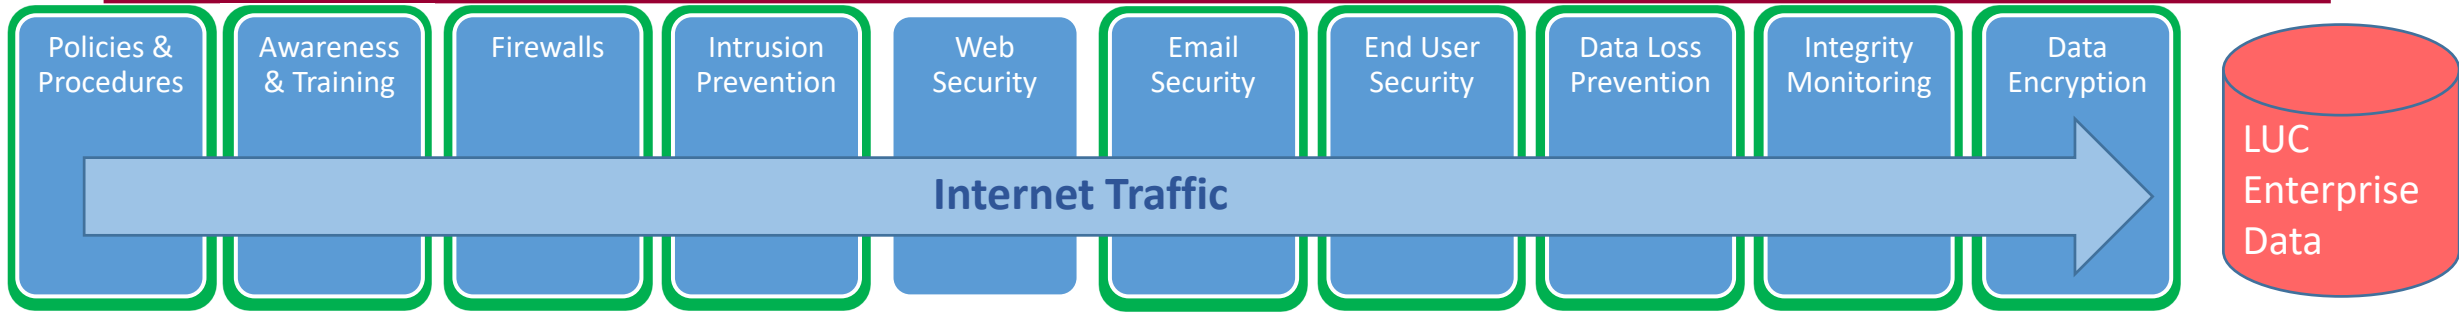 Policies &
Procedures
Awareness
& Training
Firewalls
Intrusion
Prevention
Web
Security
Email
Security
End User
Security
Data Loss
Prevention
Integrity
Monitoring
Data
Encryption
Internet Traffic
LUC
Enterprise
Data